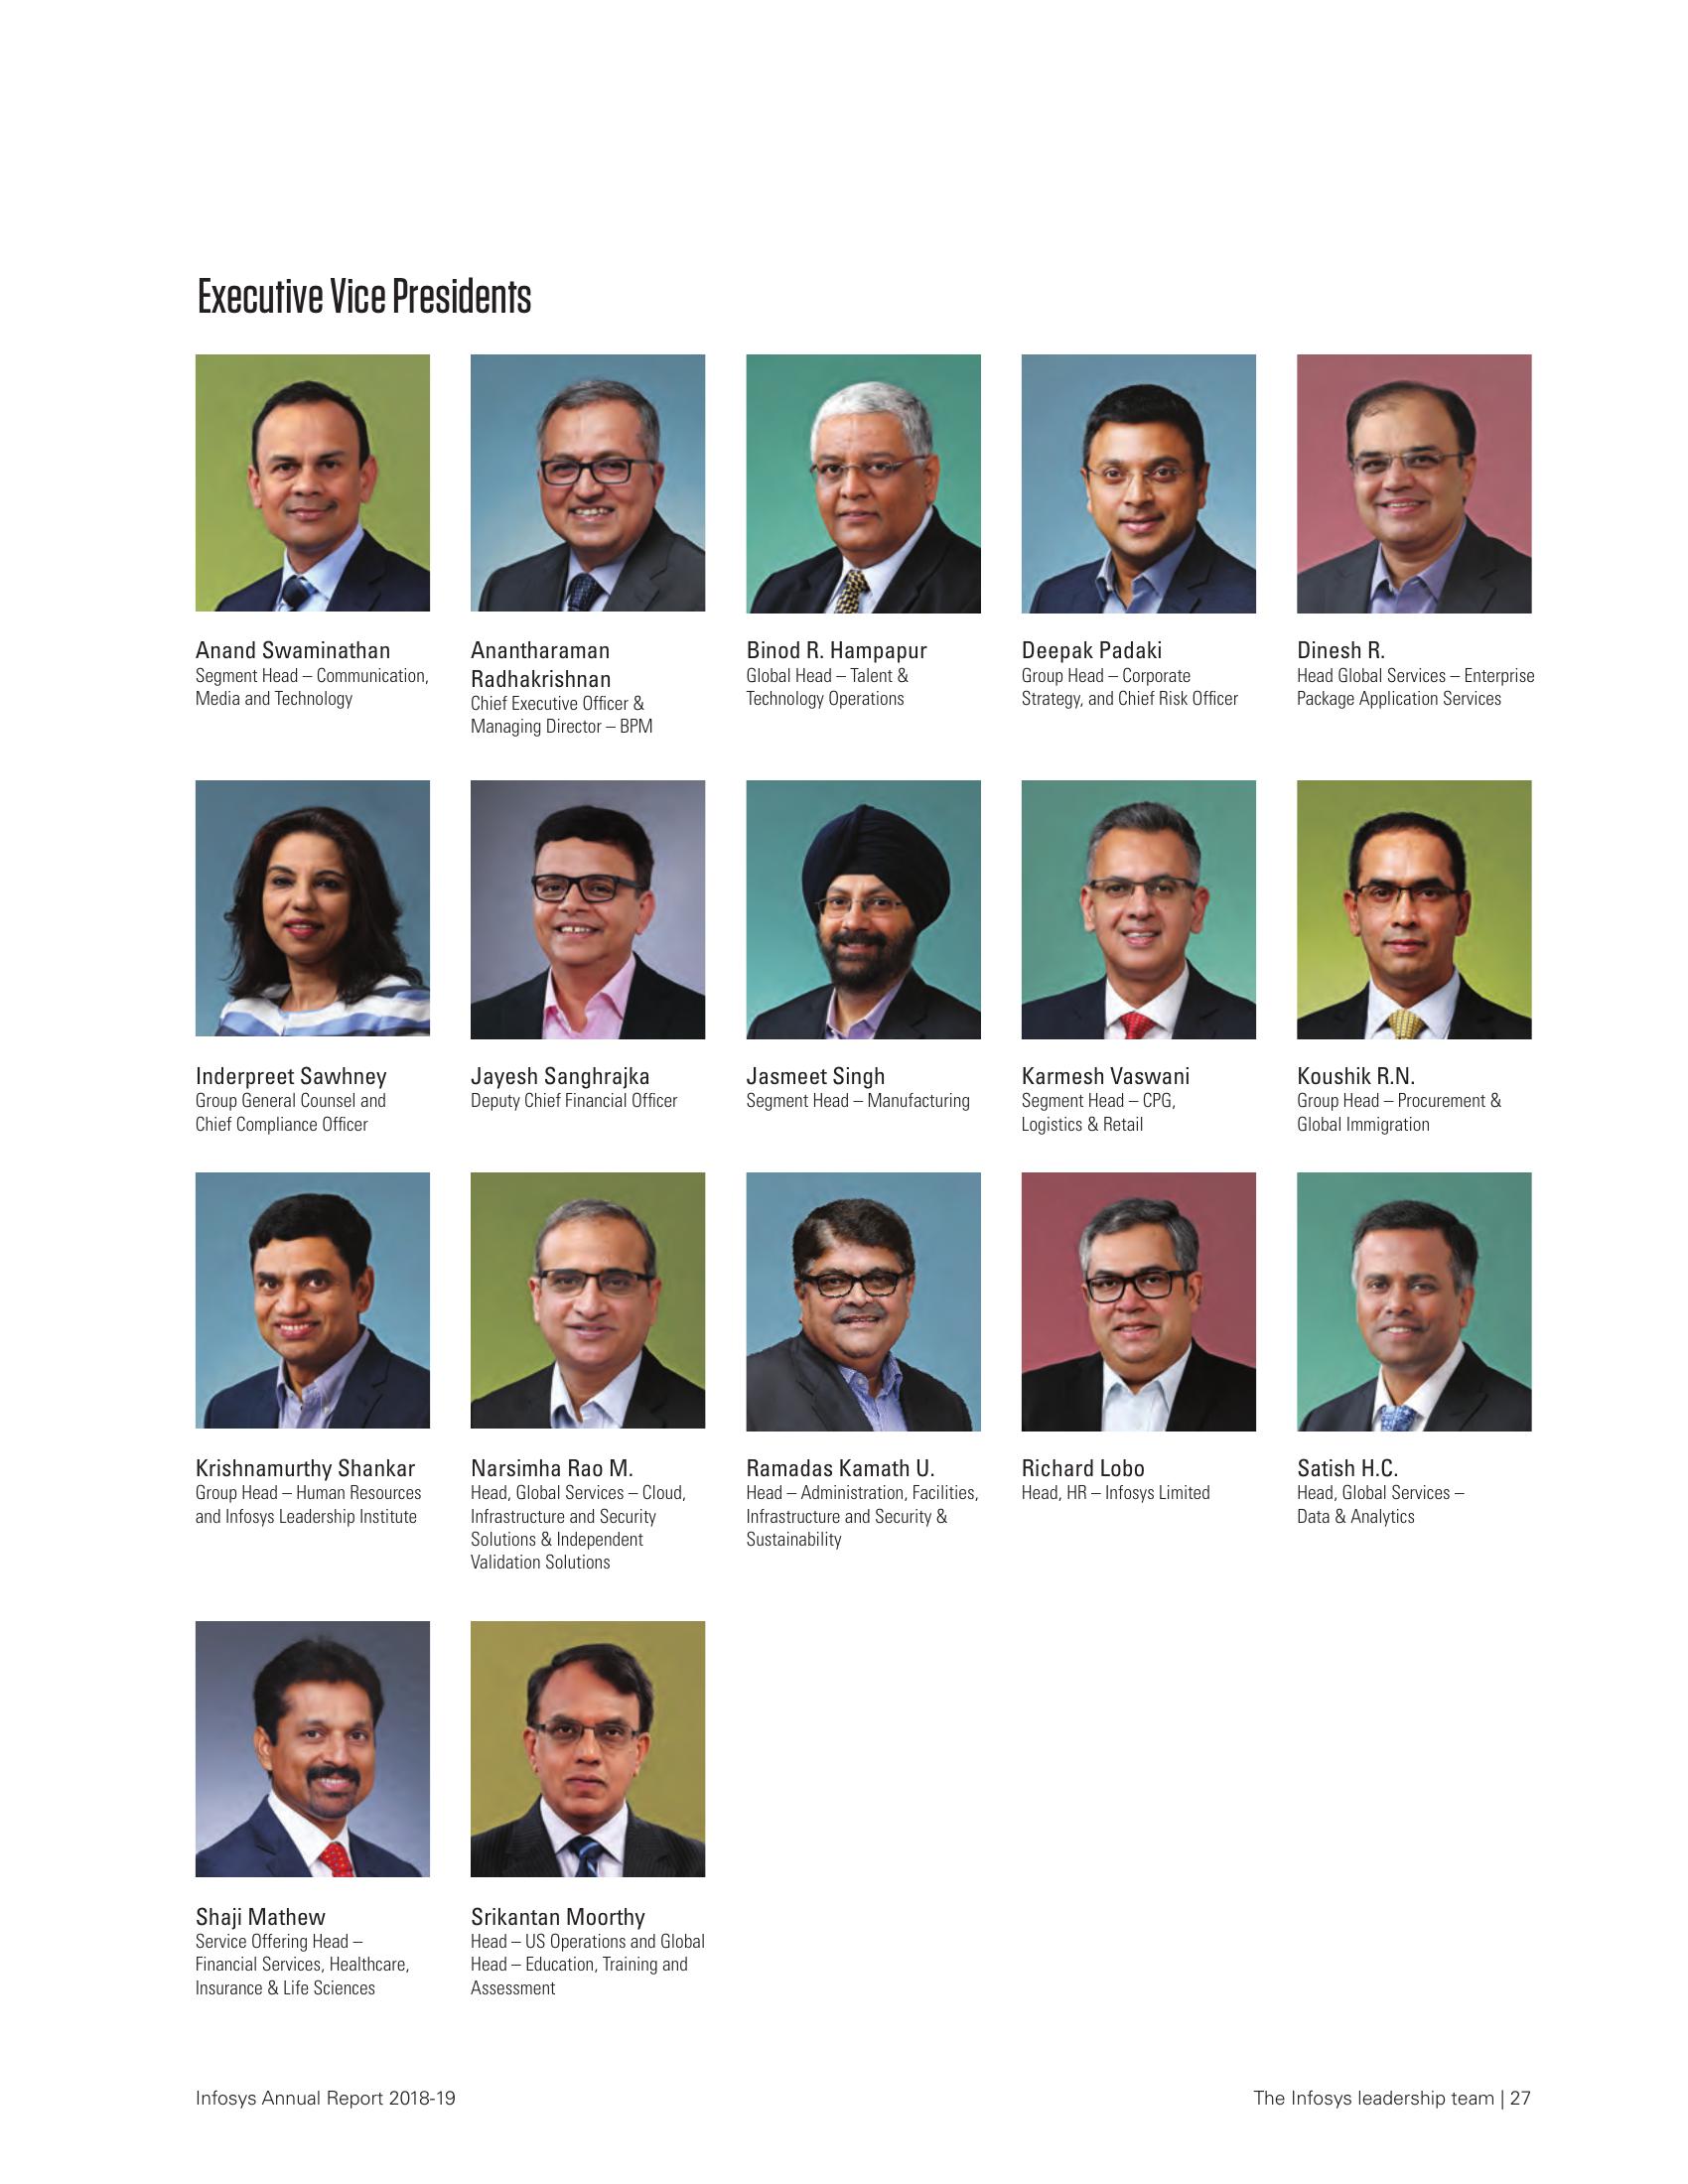 Executive Vice Presidents
Anand Swaminathan
Segment Head – Communication,
Media and Technology
Anantharaman
Radhakrishnan
Chief Executive Officer &
Managing Director – BPM
Binod R. Hampapur
Global Head – Talent &
Technology Operations
Deepak Padaki
Group Head – Corporate
Strategy, and Chief Risk Officer
Dinesh R.
Head Global Services – Enterprise
Package Application Services
Inderpreet Sawhney
Group General Counsel and
Chief Compliance Officer
Jayesh Sanghrajka
Deputy Chief Financial Officer
Jasmeet Singh
Segment Head – Manufacturing
Karmesh Vaswani
Segment Head – CPG,
Logistics & Retail
Koushik R.N.
Group Head – Procurement &
Global Immigration
Krishnamurthy Shankar
Group Head – Human Resources
and Infosys Leadership Institute
Narsimha Rao M.
Head, Global Services – Cloud,
Infrastructure and Security
Solutions & Independent
Validation Solutions
Ramadas Kamath U.
Head – Administration, Facilities,
Infrastructure and Security &
Sustainability
Richard Lobo
Head, HR – Infosys Limited
Satish H.C.
Head, Global Services –
Data & Analytics
Shaji Mathew
Service Offering Head –
Financial Services, Healthcare,
Insurance & Life Sciences
Srikantan Moorthy
Head – US Operations and Global
Head – Education, Training and
Assessment
Infosys Annual Report 2018-19
The Infosys leadership team | 27